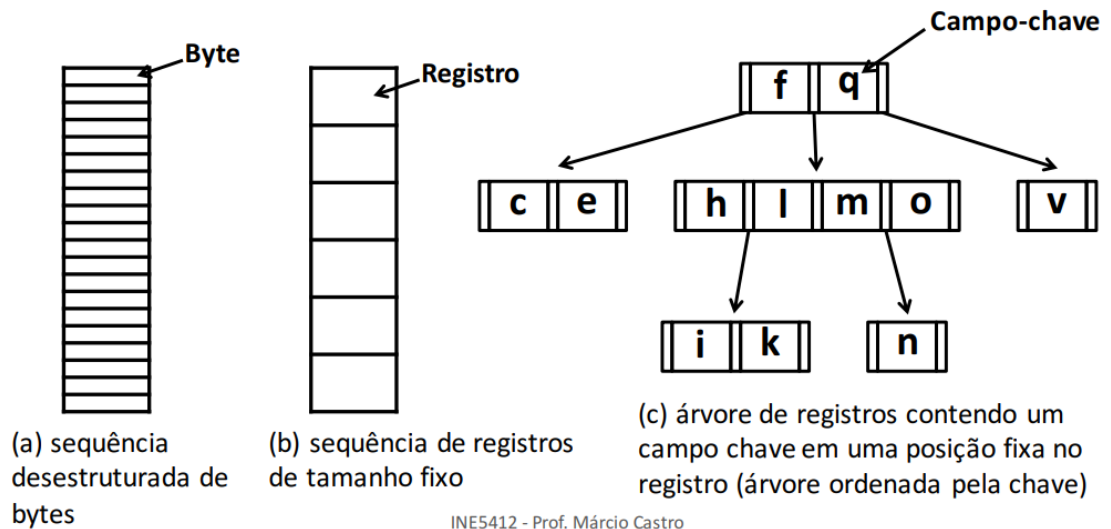 Byte
Registro
Campo-chave
f q
c e
h l m o
v
i k
n
(a) sequência
desestruturada de
bytes
(b) sequência de registros
de tamanho fixo
(c) árvore de registros contendo um
campo chave em uma posição fixa no
registro (árvore ordenada pela chave)
INE5412 - Prof. Márcio Castro